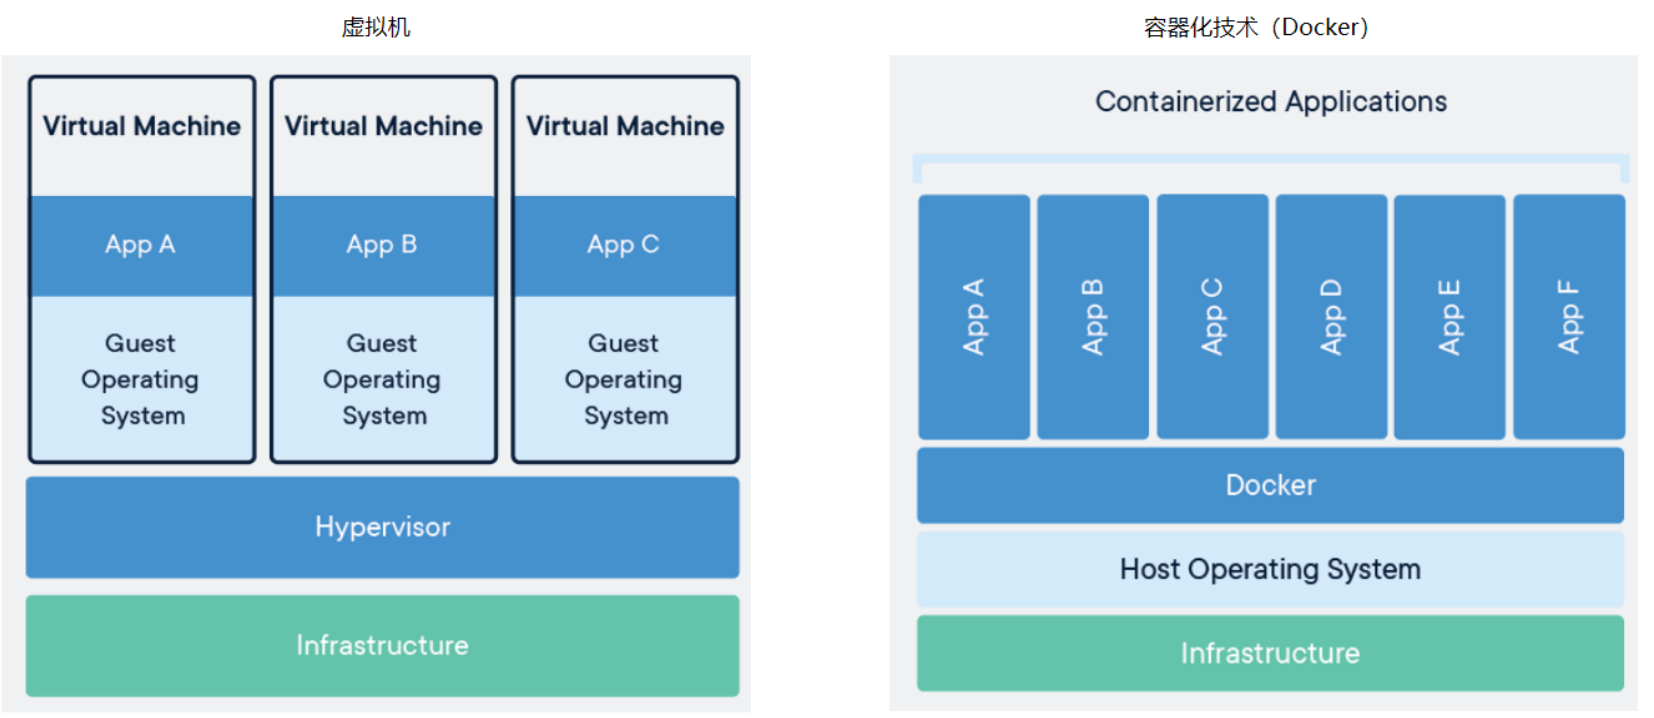 虚拟机
Virtual Machine
App A
Guest
Operating
System
Virtual Machine
App B
Guest
Operating
System
Virtual Machine
App C
Guest
Operating
System
Hypervisor
Infrastructure
容器化技术（Docker）
Containerized Applications
App A
App B
App C
App D
App E
App F
Docker
Host Operating System
Infrastructure